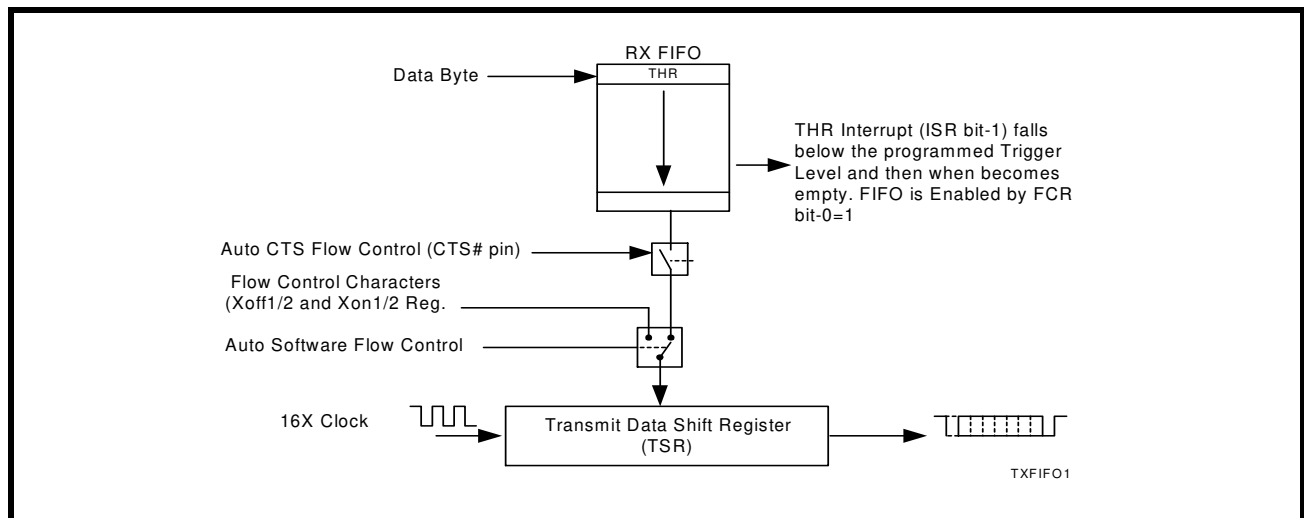 RX FIFO
THR
Data Byte
THR Interrupt (ISR bit-1) falls
below the programmed Trigger
Level and then when becomes
empty. FIFO is Enabled by FCR
bit-0=1
Auto CTS Flow Control (CTS# pin)
Flow Control Characters
(Xoff1/2 and Xon1/2 Reg.
Auto Software Flow Control
16X Clock
Transmit Data Shift Register
(TSR)
TXFIFO1